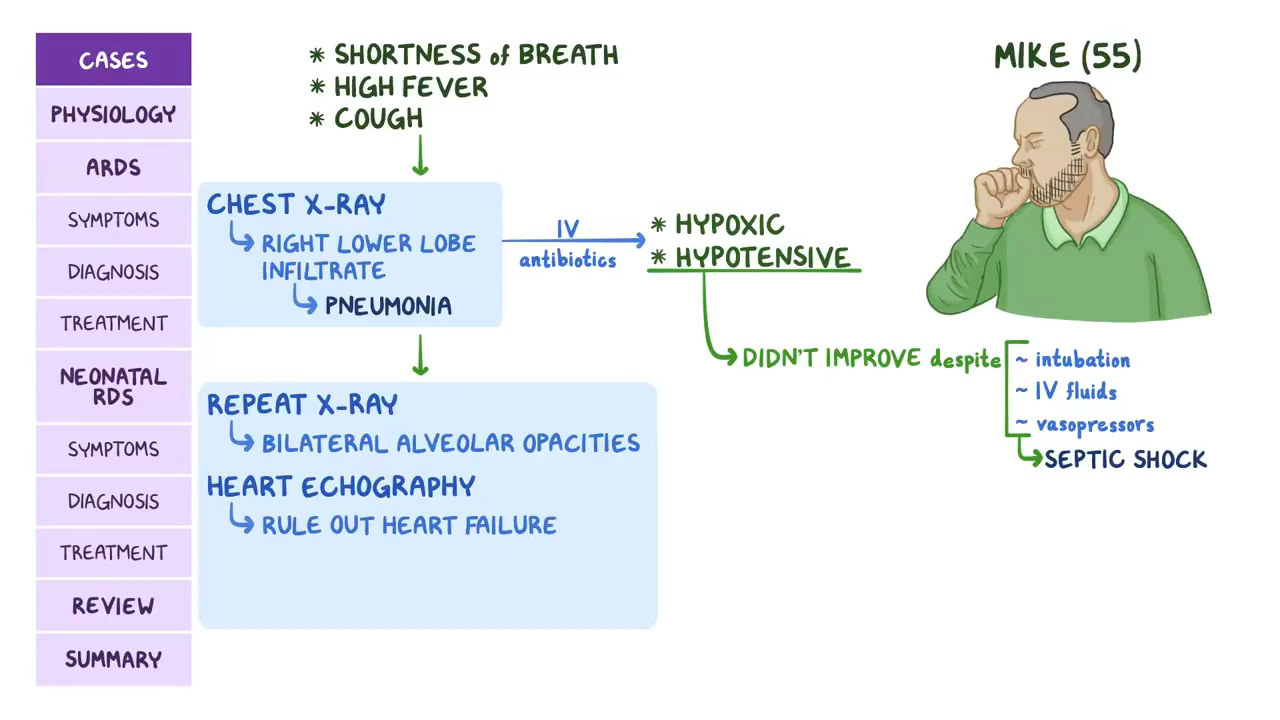 CASES
PHYSIOLOGY
ARDS
SYMPTOMS
DIAGNOSIS
TREATMENT
NEONATAL
RDS
SYMPTOMS
DIAGNOSIS
TREATMENT
REVIEW
SUMMARY
* SHORTNESS of BREATH
* HIGH FEVER
* COUGH
CHEST X-RAY
RIGHT LOWER LOBE
INFILTRATE
PNEUMONIA
IV
antibiotics
* HYPOXIC
* HYPOTENSIVE
DIDN'T IMPROVE despite
~ intubation
~ IV fluids
~ vasopressors
SEPTIC SHOCK
REPEAT X-RAY
BILATERAL ALVEOLAR OPACITIES
HEART ECHOGRAPHY
RULE OUT HEART FAILURE
MIKE (55)